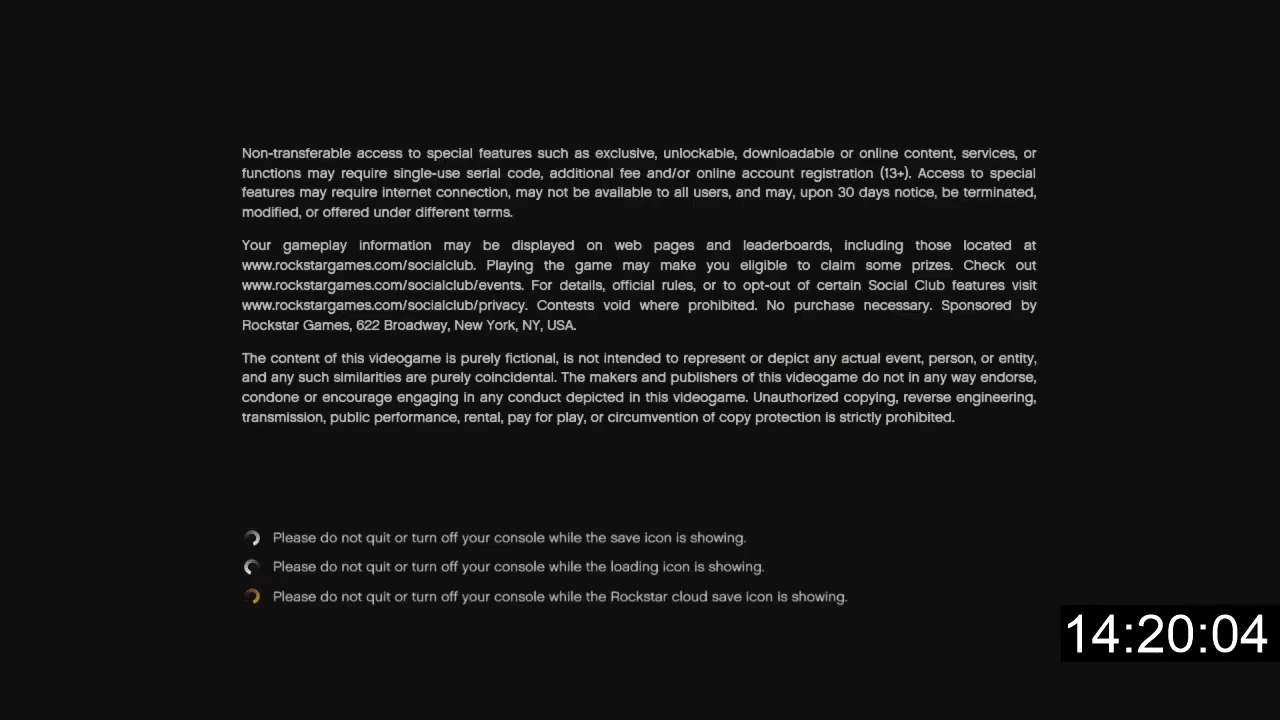 Non-transferable access to special features such as exclusive, unlockable, downloadable or online content, services, or
functions may require single-use serial code, additional fee and/or online account registration (13+). Access to special
features may require internet connection, may not be available to all users, and may, upon 30 days notice, be terminated,
modified, or offered under different terms.
Your gameplay information may be displayed on web pages and leaderboards, including those located at
www.rockstargames.com/socialclub. Playing the game may make you eligible to claim some prizes. Check out
www.rockstargames.com/socialclub/events. For details, official rules, or to opt-out of certain Social Club features visit
www.rockstargames.com/socialclub/privacy. Contests void where prohibited. No purchase necessary. Sponsored by
Rockstar Games, 622 Broadway, New York, NY, USA.
The content of this videogame is purely fictional, is not intended to represent or depict any actual event, person, or entity,
and any such similarities are purely coincidental. The makers and publishers of this videogame do not in any way endorse,
condone or encourage engaging in any conduct depicted in this videogame. Unauthorized copying, reverse engineering,
transmission, public performance, rental, pay for play, or circumvention of copy protection is strictly prohibited.
Please do not quit or turn off your console while the save icon is showing.
Please do not quit or turn off your console while the loading icon is showing.
Please do not quit or turn off your console while the Rockstar cloud save icon is showing.
14:20:04